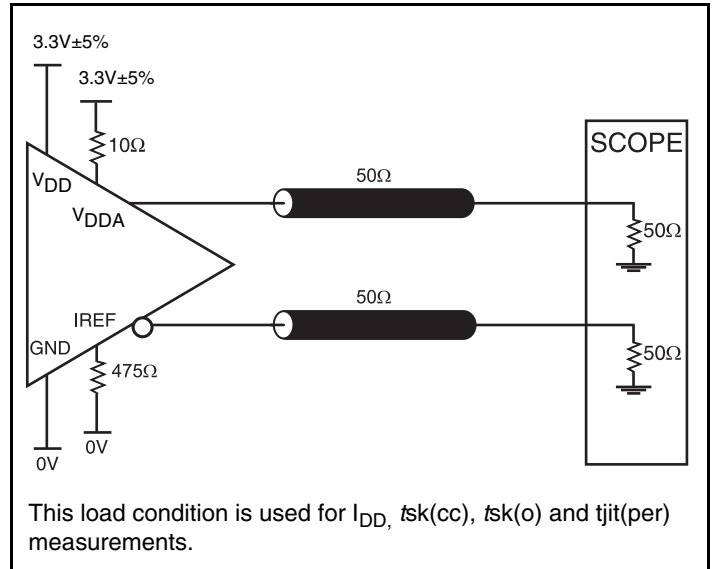 3.3V±5%
3.3V±5%
10Ω
SCOPE
VDD
50Ω
VDDA
50Ω
50Ω
IREF
GND
50Ω
475Ω
0V
0V
This load condition is used for IDD, tsk(cc), tsk(o) and tjit(per)
measurements.